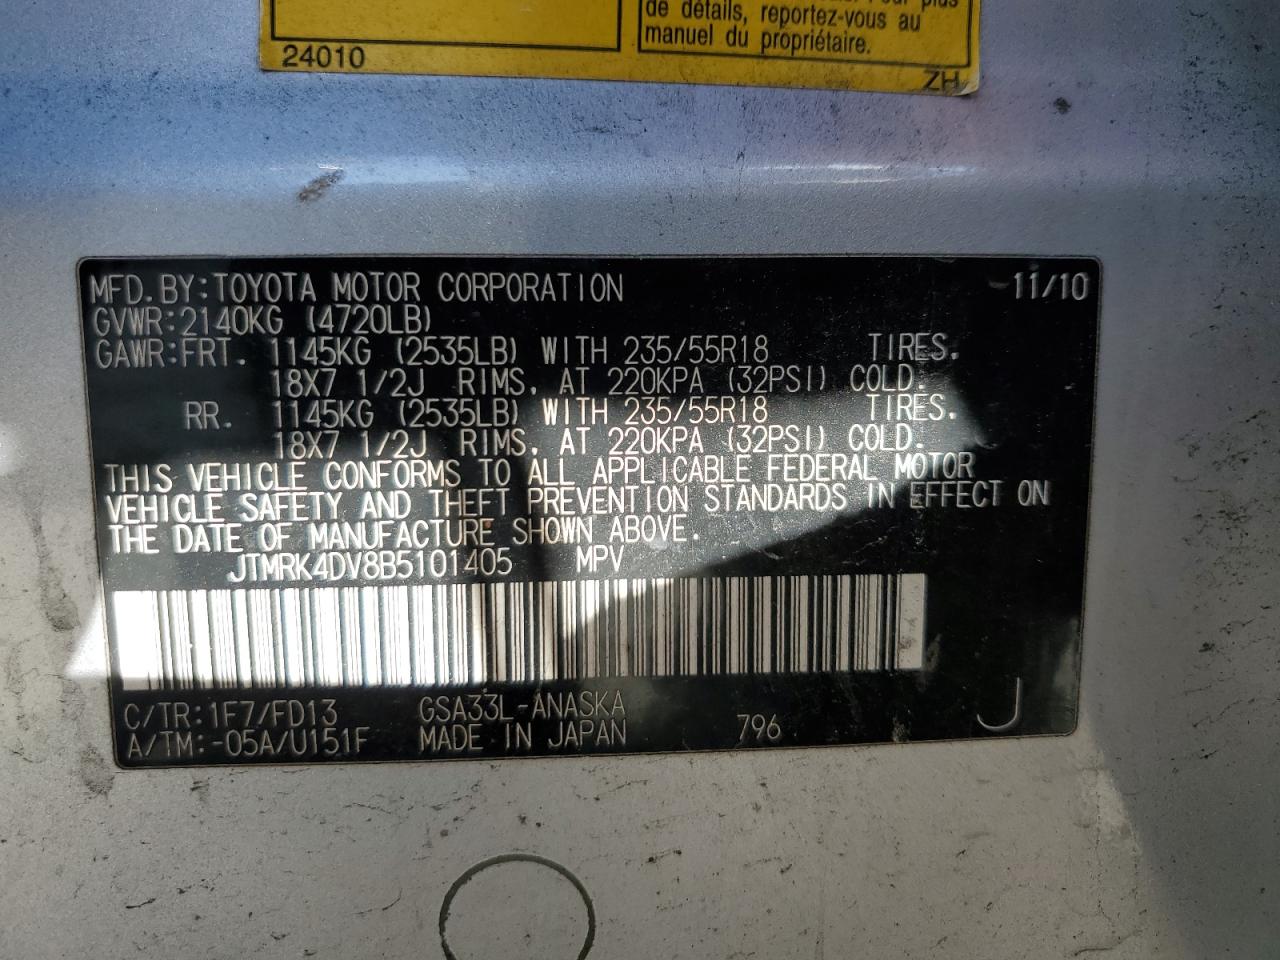 de détails, reportez-vous au
manuel du propriétaire.
24010
ZH
MFD. BY: TOYOTA MOTOR CORPORATION 11/10
GVWR: 2140KG (4720LB)
GAWR: FRT. 1145KG (2535LB) WITH 235/55R18 TIRES.
18X7 1/2J RIMS, AT 220KPA (32PSI) COLD.
RR. 1145KG (2535LB) WITH 235/55R18 TIRES.
18X7 1/2J RIMS, AT 220KPA (32PSI) COLD.
THIS VEHICLE CONFORMS TO ALL APPLICABLE FEDERAL MOTOR
VEHICLE SAFETY AND THEFT PREVENTION STANDARDS IN EFFECT ON
THE DATE OF MANUFACTURE SHOWN ABOVE.
JTMRK4DV8B5101405 MPV
C/TR: 1F7/FD13 GSA33L-ANASKA 796 J
A/TM: -05A/U151F MADE IN JAPAN